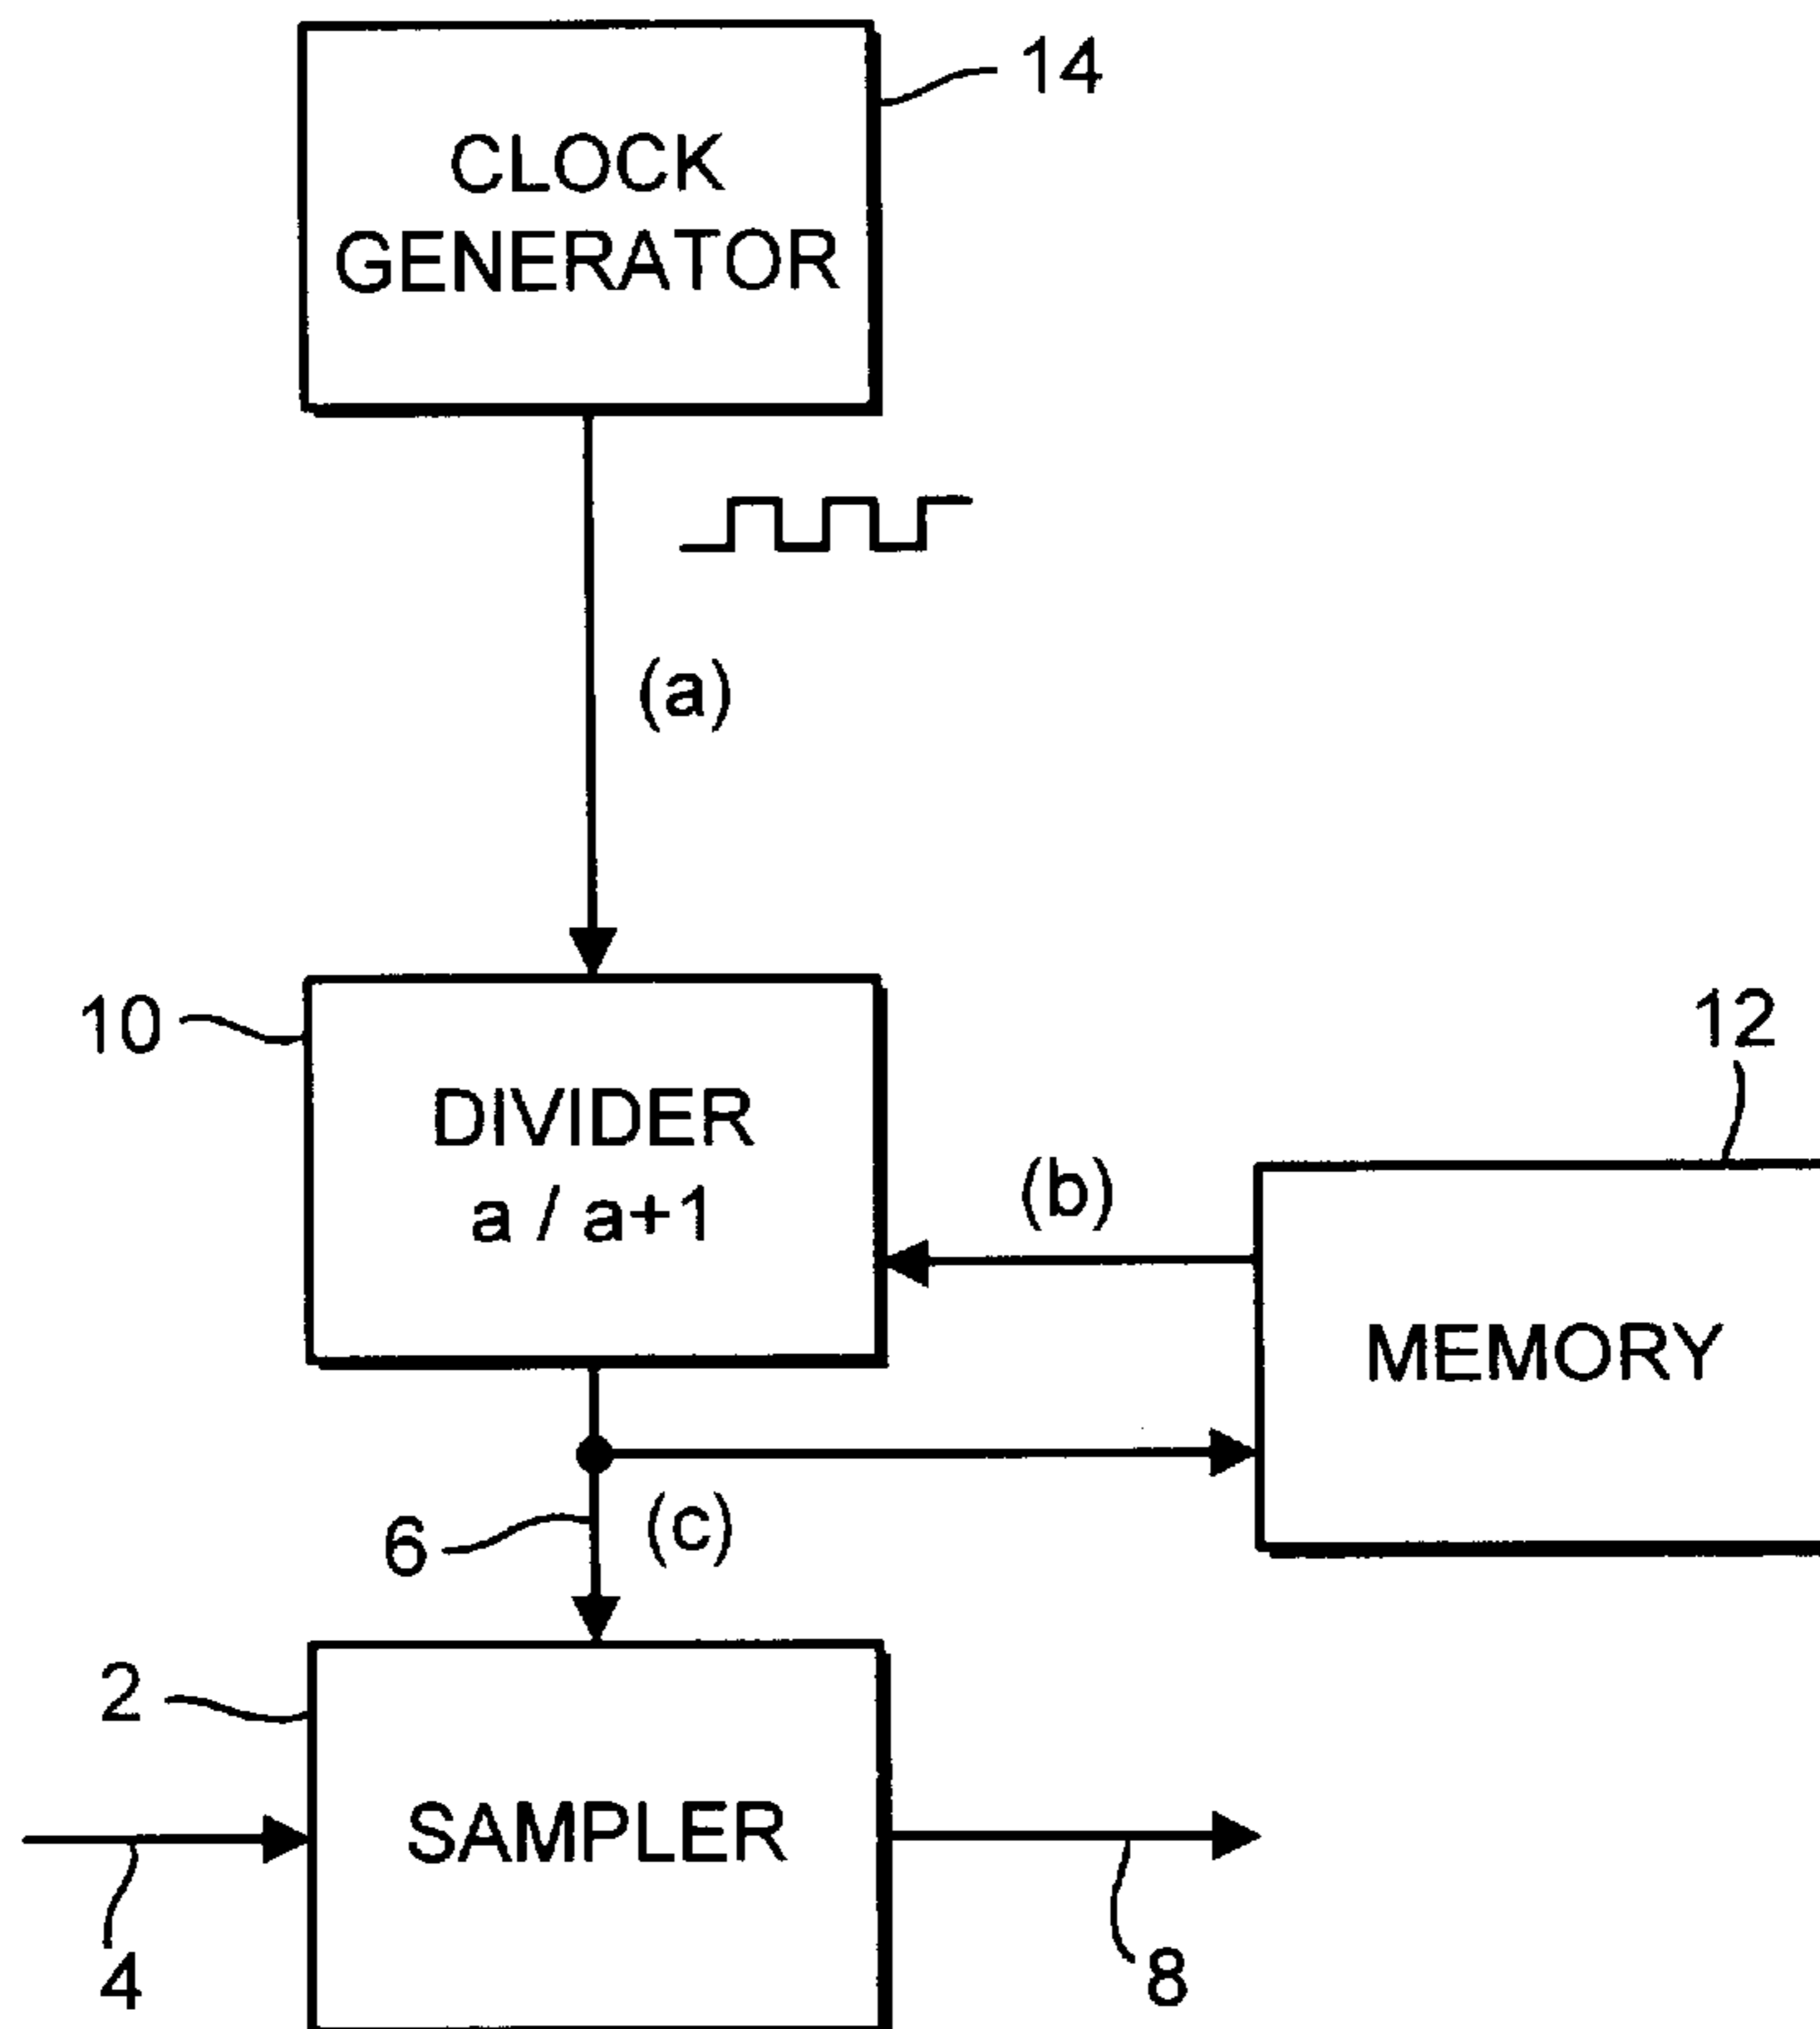 14
CLOCK
GENERATOR
(a)
10
12
DIVIDER
a / a+1
(b)
MEMORY
6
(c)
2
SAMPLER
4
8